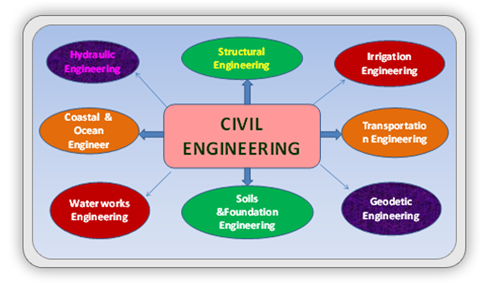 Hydraulic
Engineering
Structural
Engineering
Irrigation
Engineering
Coastal &
Ocean
Engineer
CIVIL
ENGINEERING
Transportatio
n Engineering
Water works
Engineering
Soils
&Foundation
Engineering
Geodetic
Engineering